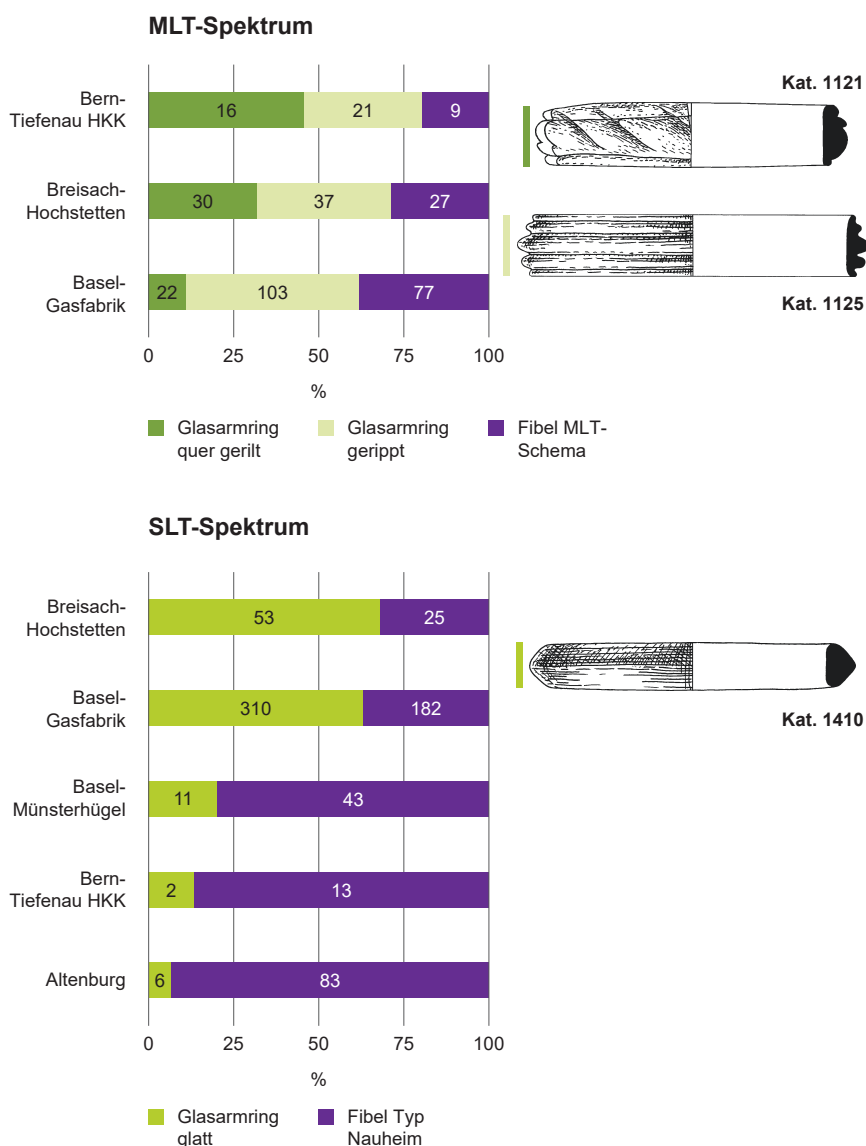 MLT-Spektrum
Kat. 1121
Bern-
Tiefenau HKK
16 21 9
Breisach-
Hochstetten
30 37 27
Basel-
Gasfabrik
22 103 77
Kat. 1125
0 25 50 75 100
%
Glasarmring
quer gerilt
Glasarmring
gerippt
Fibel MLT-
Schema
SLT-Spektrum
Breisach-
Hochstetten
53 25
Basel-
Gasfabrik
310 182
Kat. 1410
Basel-
Münsterhügel
11 43
Bern-
Tiefenau HKK
2 13
Altenburg
6 83
0 25 50 75 100
%
Glasarmring
glatt
Fibel Typ
Nauheim